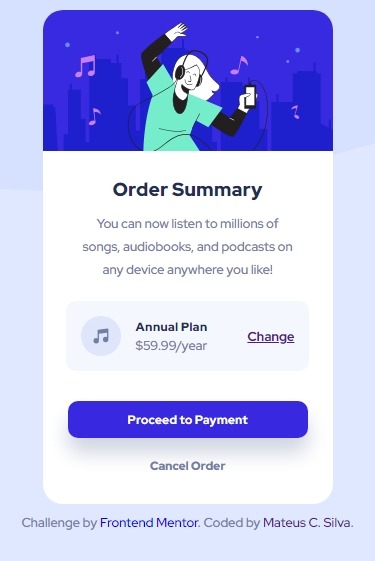 Order Summary
You can now listen to millions of
songs, audiobooks, and podcasts on
any device anywhere you like!
Annual Plan
$59.99/year
Change
Proceed to Payment
Cancel Order
Challenge by Frontend Mentor. Coded by Mateus C. Silva.